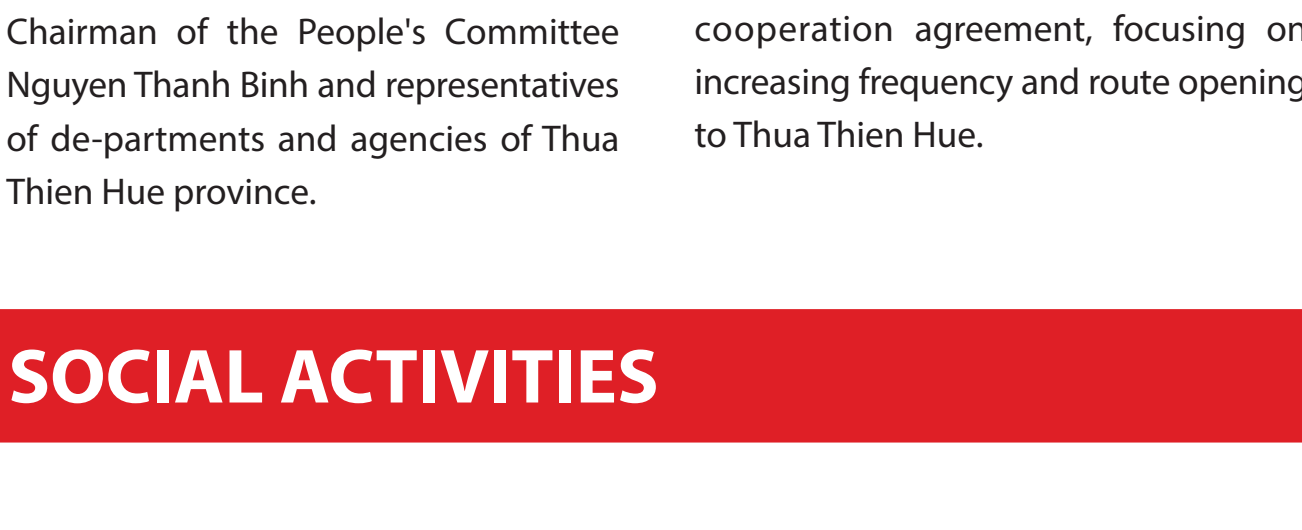 Chairman of the People's Committee
Nguyen Thanh Binh and representatives
of de-partments and agencies of Thua
Thien Hue province.
cooperation agreement, focusing on
increasing frequency and route opening
to Thua Thien Hue.
SOCIAL ACTIVITIES